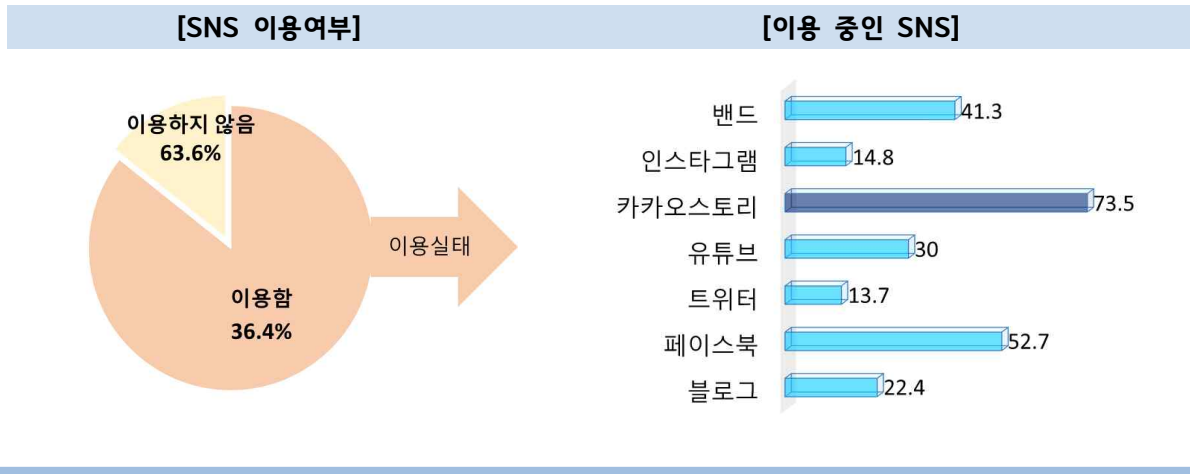 [SNS 이용여부]
[이용 중인 SNS]
이용하지 않음
63.6%
이용함
36.4%
이용실태
밴드 41.3
인스타그램 14.8
카카오스토리 73.5
유튜브 30
트위터 13.7
페이스북 52.7
블로그 22.4